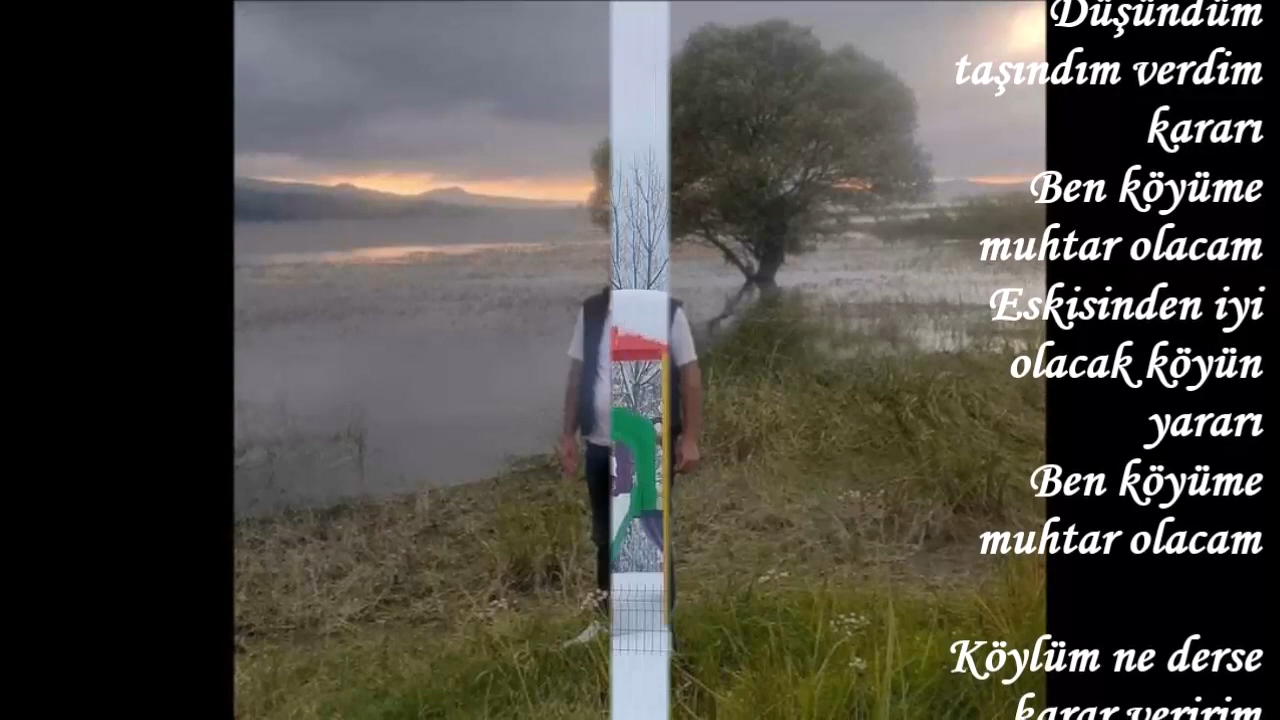 Düşündüm
taşındım verdim
kararı
Ben köyüme
muhtar olacam
Eskisinden iyi
olacak köyün
yararı
Ben köyüme
muhtar olacam
Köylüm ne derse
karar veririm